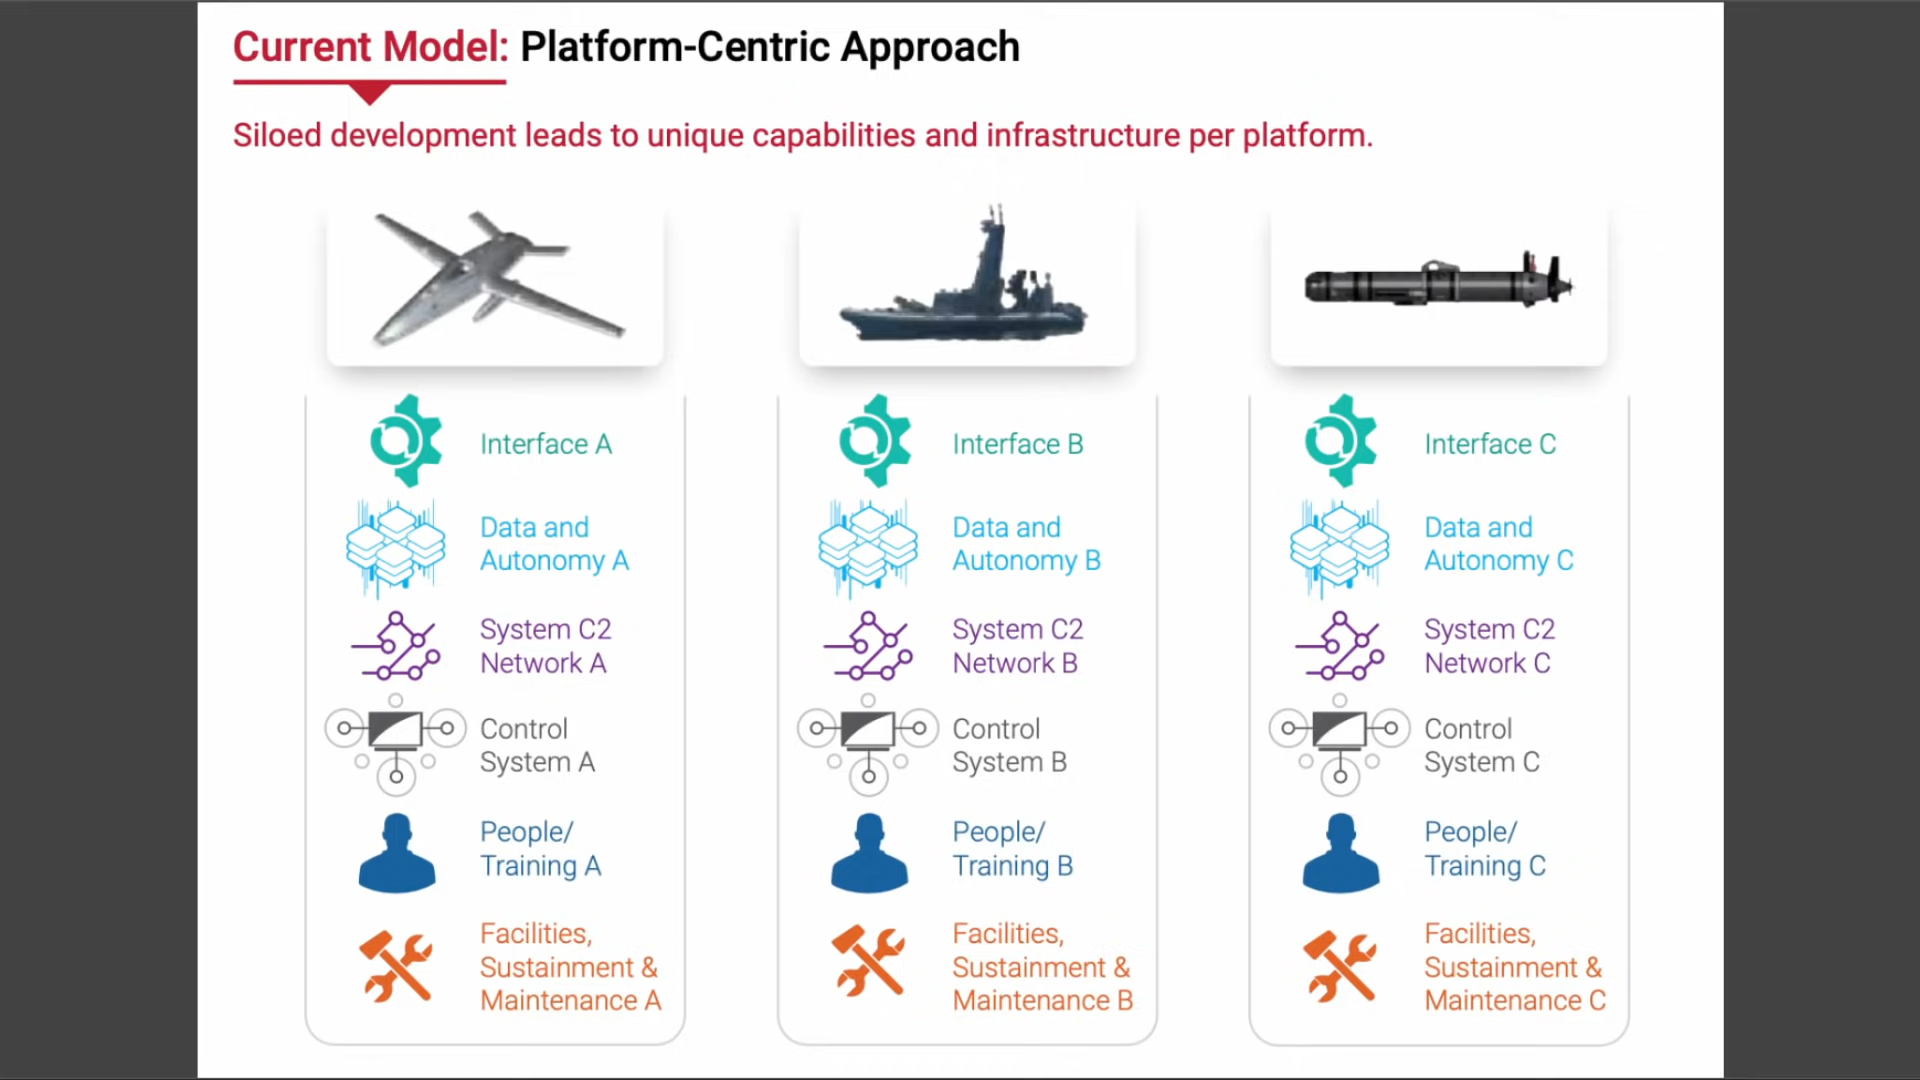 Current Model: Platform-Centric Approach
Siloed development leads to unique capabilities and infrastructure per platform.
Interface A
Data and
Autonomy A
System C2
Network A
Control
System A
People/
Training A
Facilities,
Sustainment &
Maintenance A
Interface B
Data and
Autonomy B
System C2
Network B
Control
System B
People/
Training B
Facilities,
Sustainment &
Maintenance B
Interface C
Data and
Autonomy C
System C2
Network C
Control
System C
People/
Training C
Facilities,
Sustainment &
Maintenance C